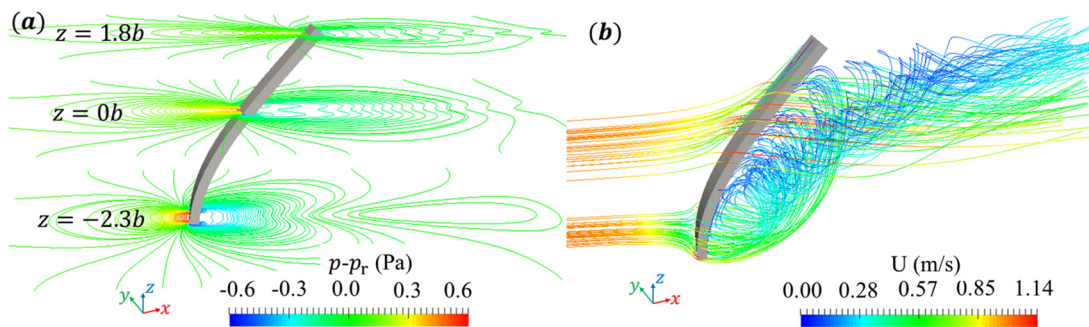 (a)
z = 1.8b
z = 0b
z = −2.3b
p-pr (Pa)
-0.6 -0.3 0.0 0.3 0.6
y z x
(b)
U (m/s)
0.00 0.28 0.57 0.85 1.14
y z x